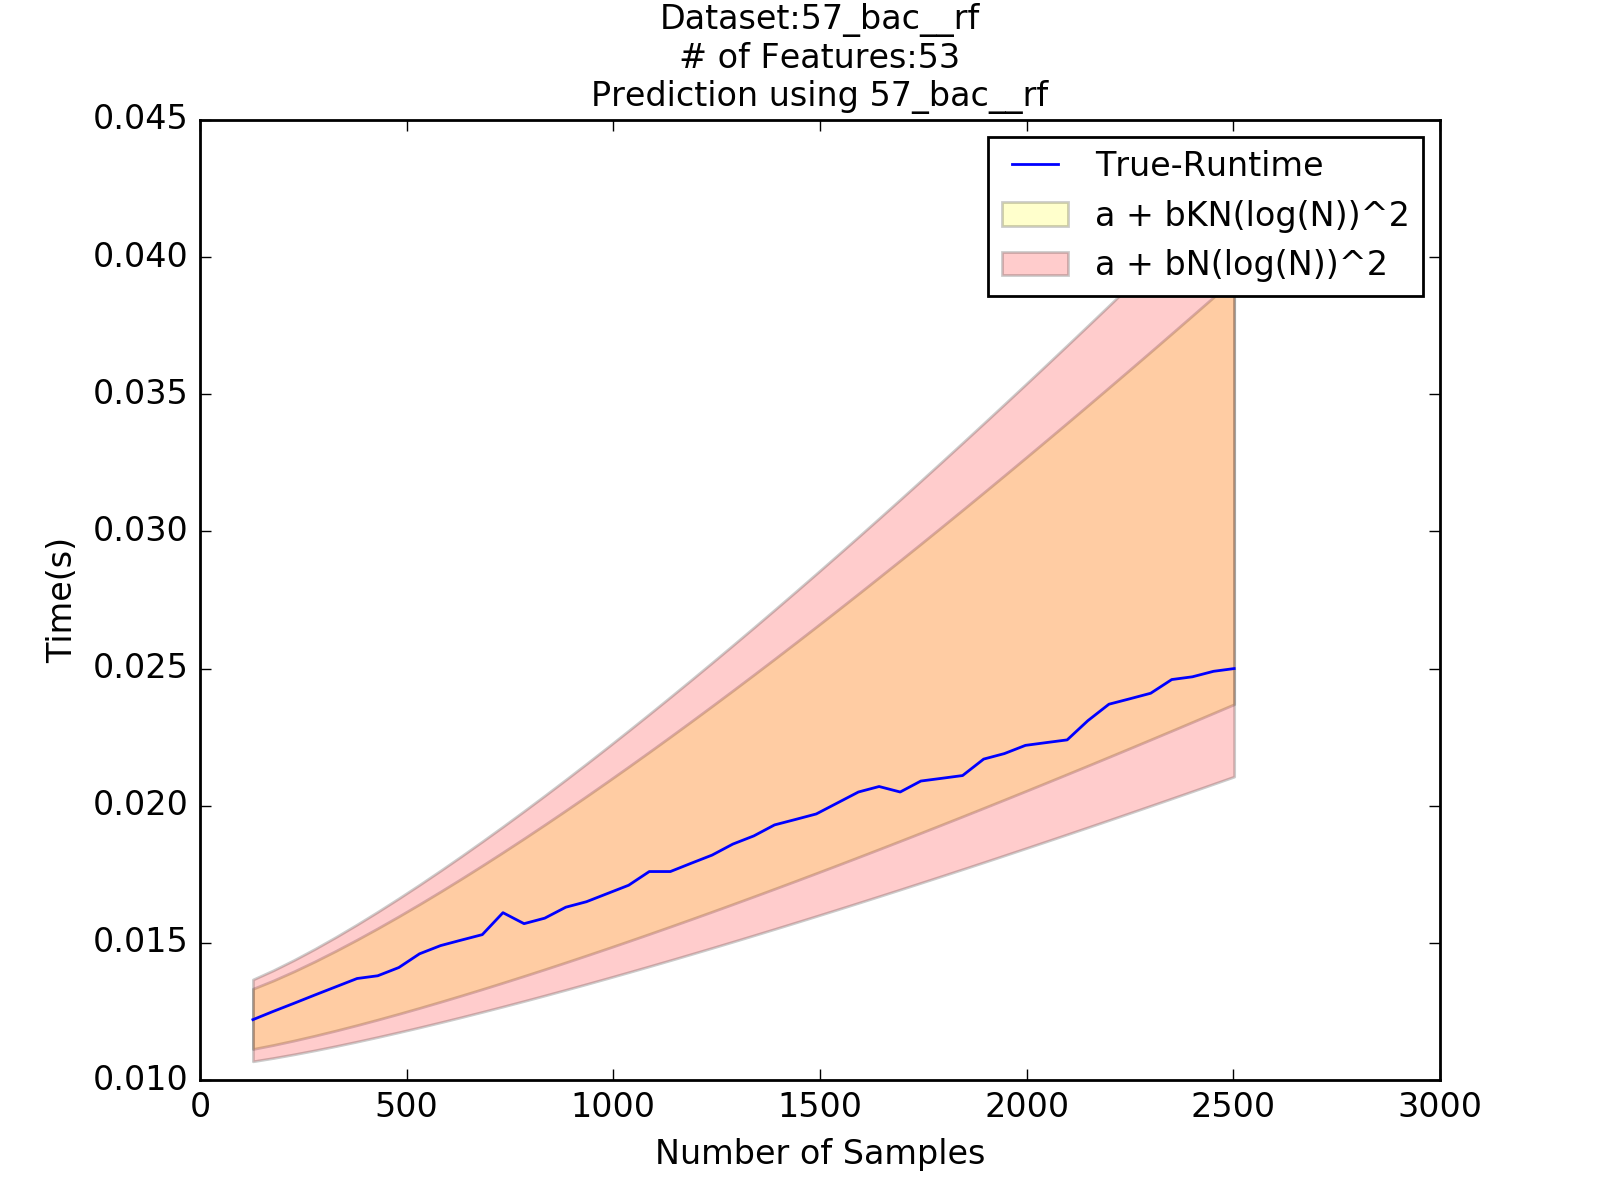 Dataset:57_bac__rf
# of Features:53
Prediction using 57_bac__rf
0.045
0.040
0.035
0.030
0.025
0.020
0.015
0.010
Time(s)
True-Runtime
a + bKN(log(N))^2
a + bN(log(N))^2
0 500 1000 1500 2000 2500 3000
Number of Samples